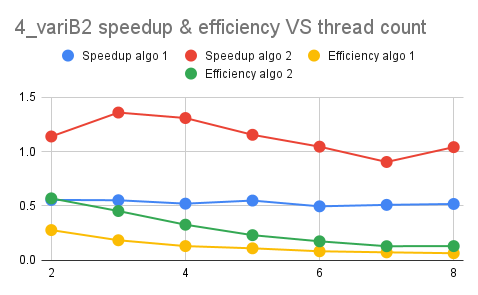 4_variB2 speedup & efficiency VS thread count
Speedup algo 1 Speedup algo 2 Efficiency algo 1
Efficiency algo 2
1.5
1.0
0.5
0.0
2 4 6 8